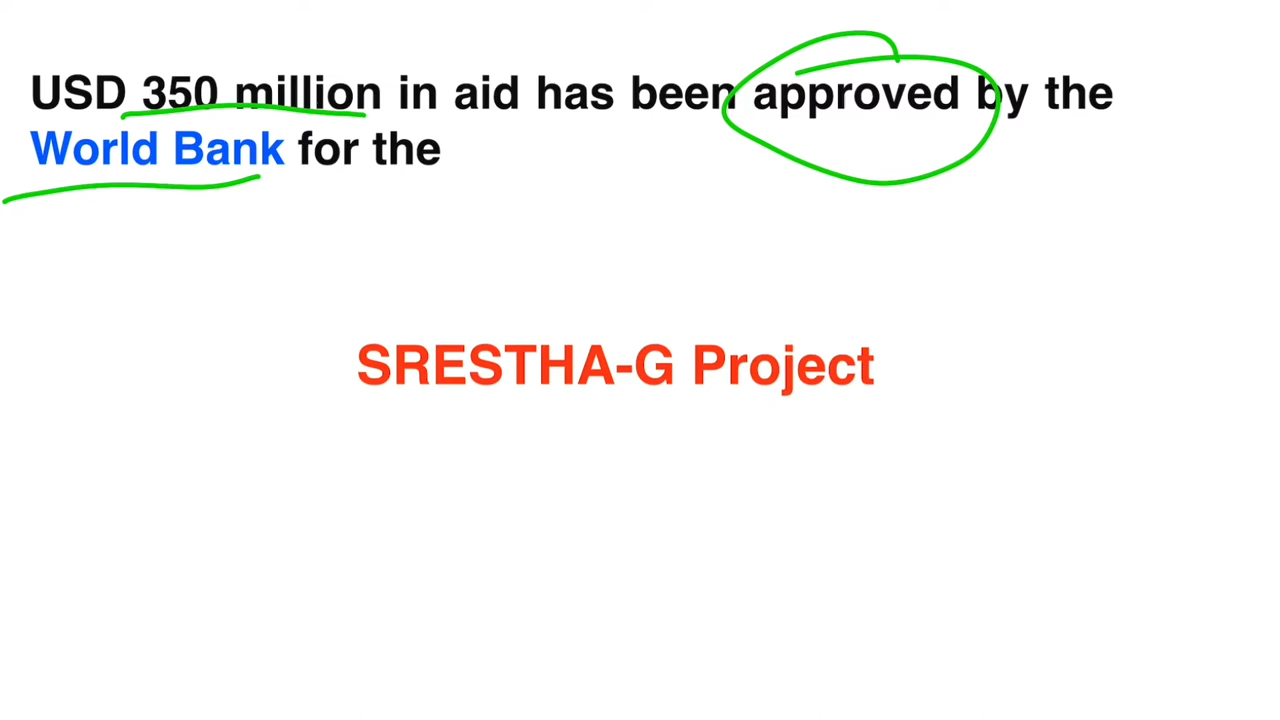 USD 350 million in aid has been approved by the
World Bank for the
SRESTHA-G Project